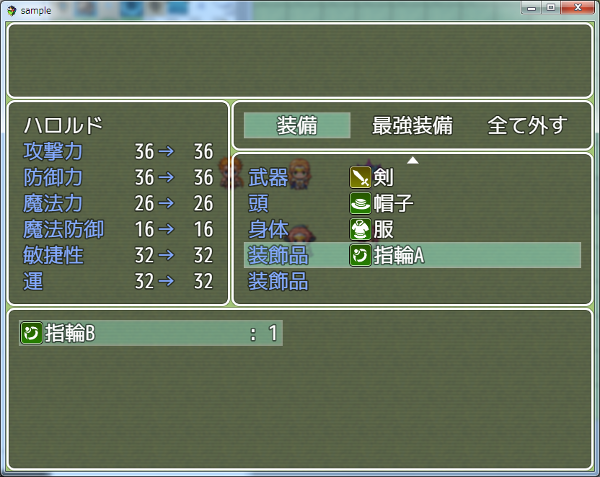 sample
ハロルド
攻撃力 36→ 36
防御力 36→ 36
魔法力 26→ 26
魔法防御 16→ 16
敏捷性 32→ 32
運 32→ 32
装備 最強装備 全て外す
武器 剣
頭 帽子
身体 服
装飾品 指輪A
装飾品
指輪B : 1